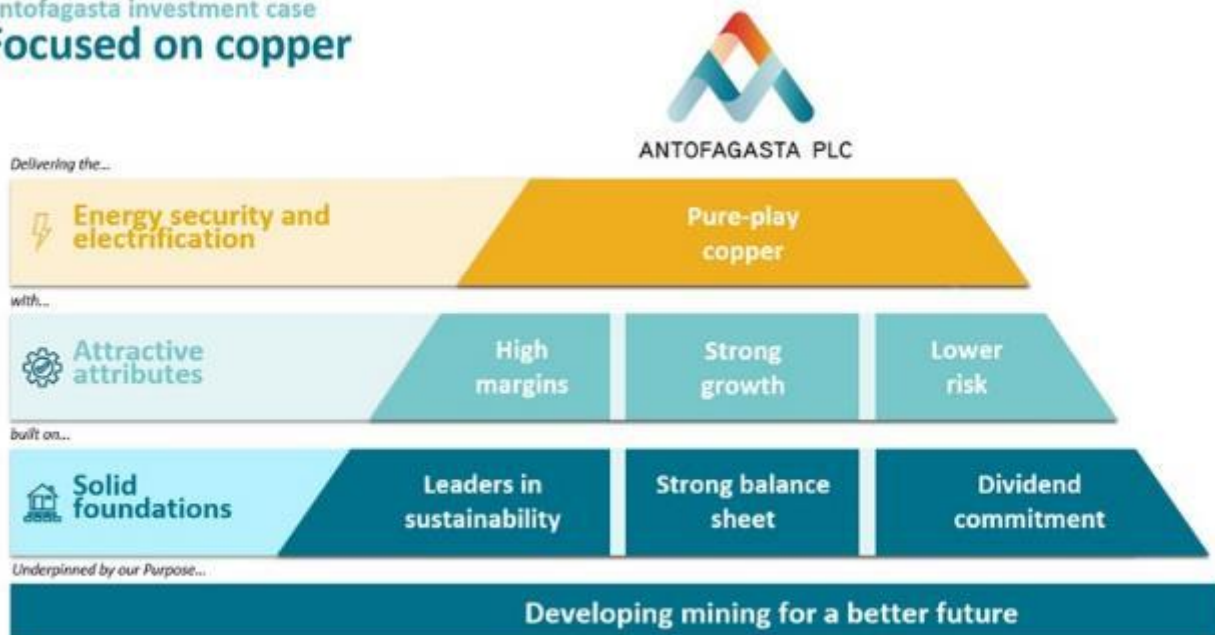 ntofagasta investment case
Focused on copper
ANTOFAGASTA PLC
Delivering the...
Energy security and
electrification
Pure-play
copper
with...
Attractive
attributes
High
margins
Strong
growth
Lower
risk
built on...
Solid
foundations
Leaders in
sustainability
Strong balance
sheet
Dividend
commitment
Underpinned by our Purpose...
Developing mining for a better future